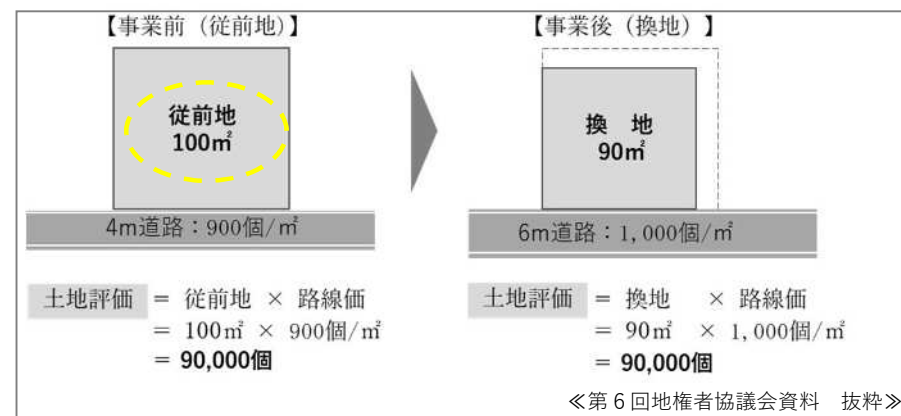 【事業前（従前地）】
従前地
100㎡
4m道路：900個/㎡
土地評価 ＝ 従前地 × 路線価
＝ 100㎡ × 900個/㎡
＝ 90,000個
【事業後（換地）】
換 地
90㎡
6m道路：1,000個/㎡
土地評価 ＝ 換地 × 路線価
＝ 90㎡ × 1,000個/㎡
＝ 90,000個
≪第６回地権者協議会資料 抜粋≫